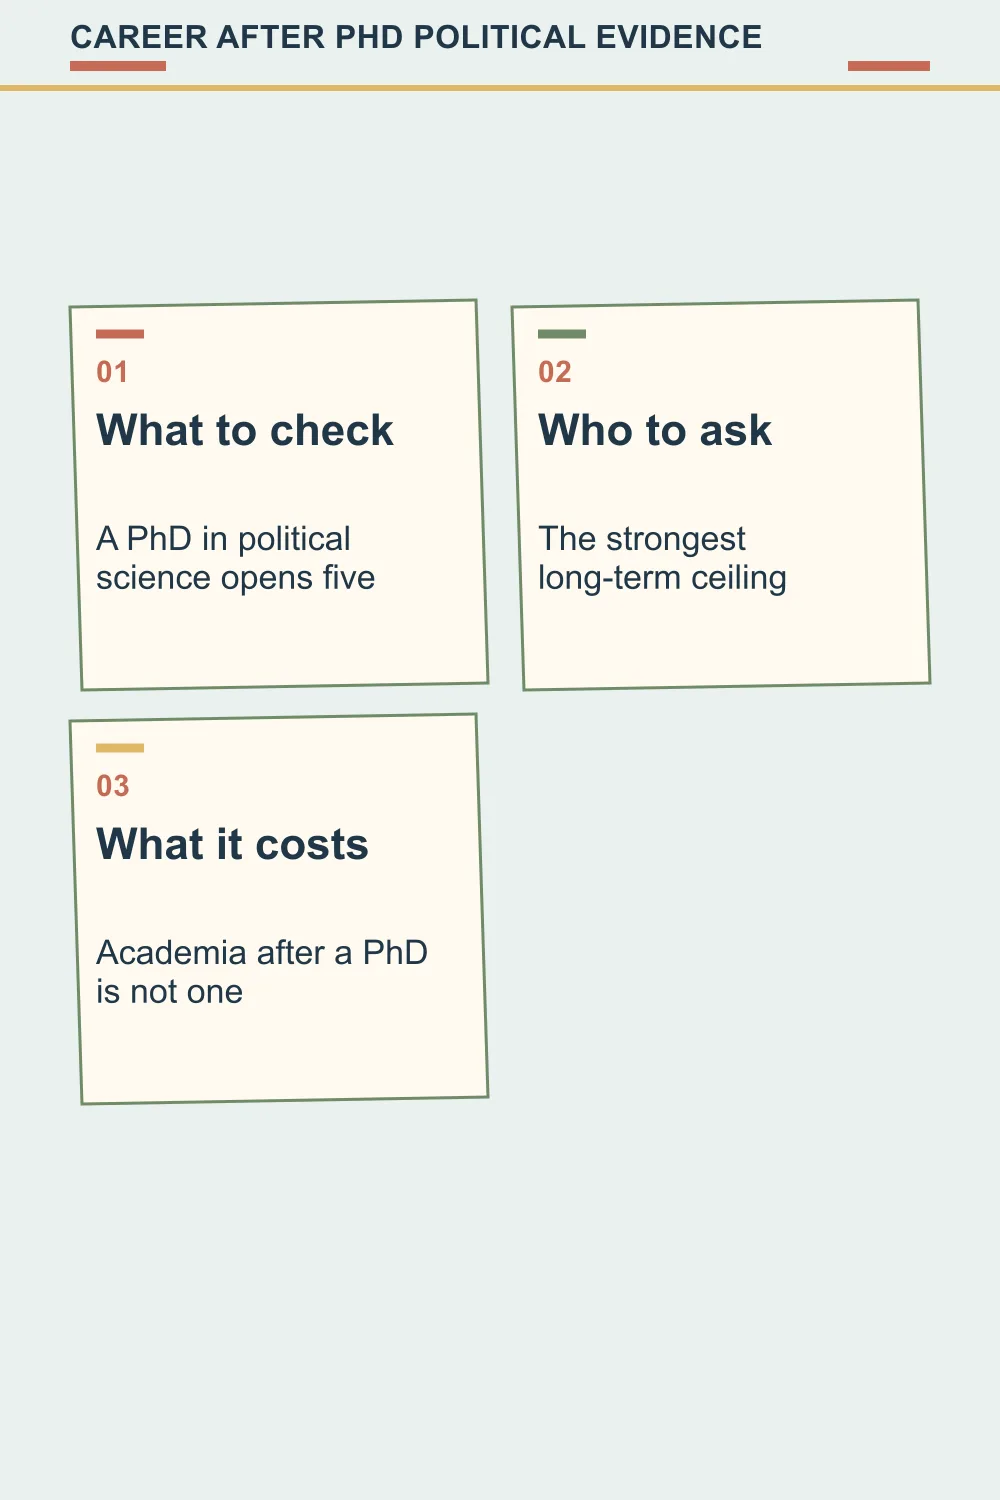 CAREER AFTER PHD POLITICAL EVIDENCE
01
What to check
A PhD in political
science opens five
02
Who to ask
The strongest
long-term ceiling
03
What it costs
Academia after a PhD
is not one